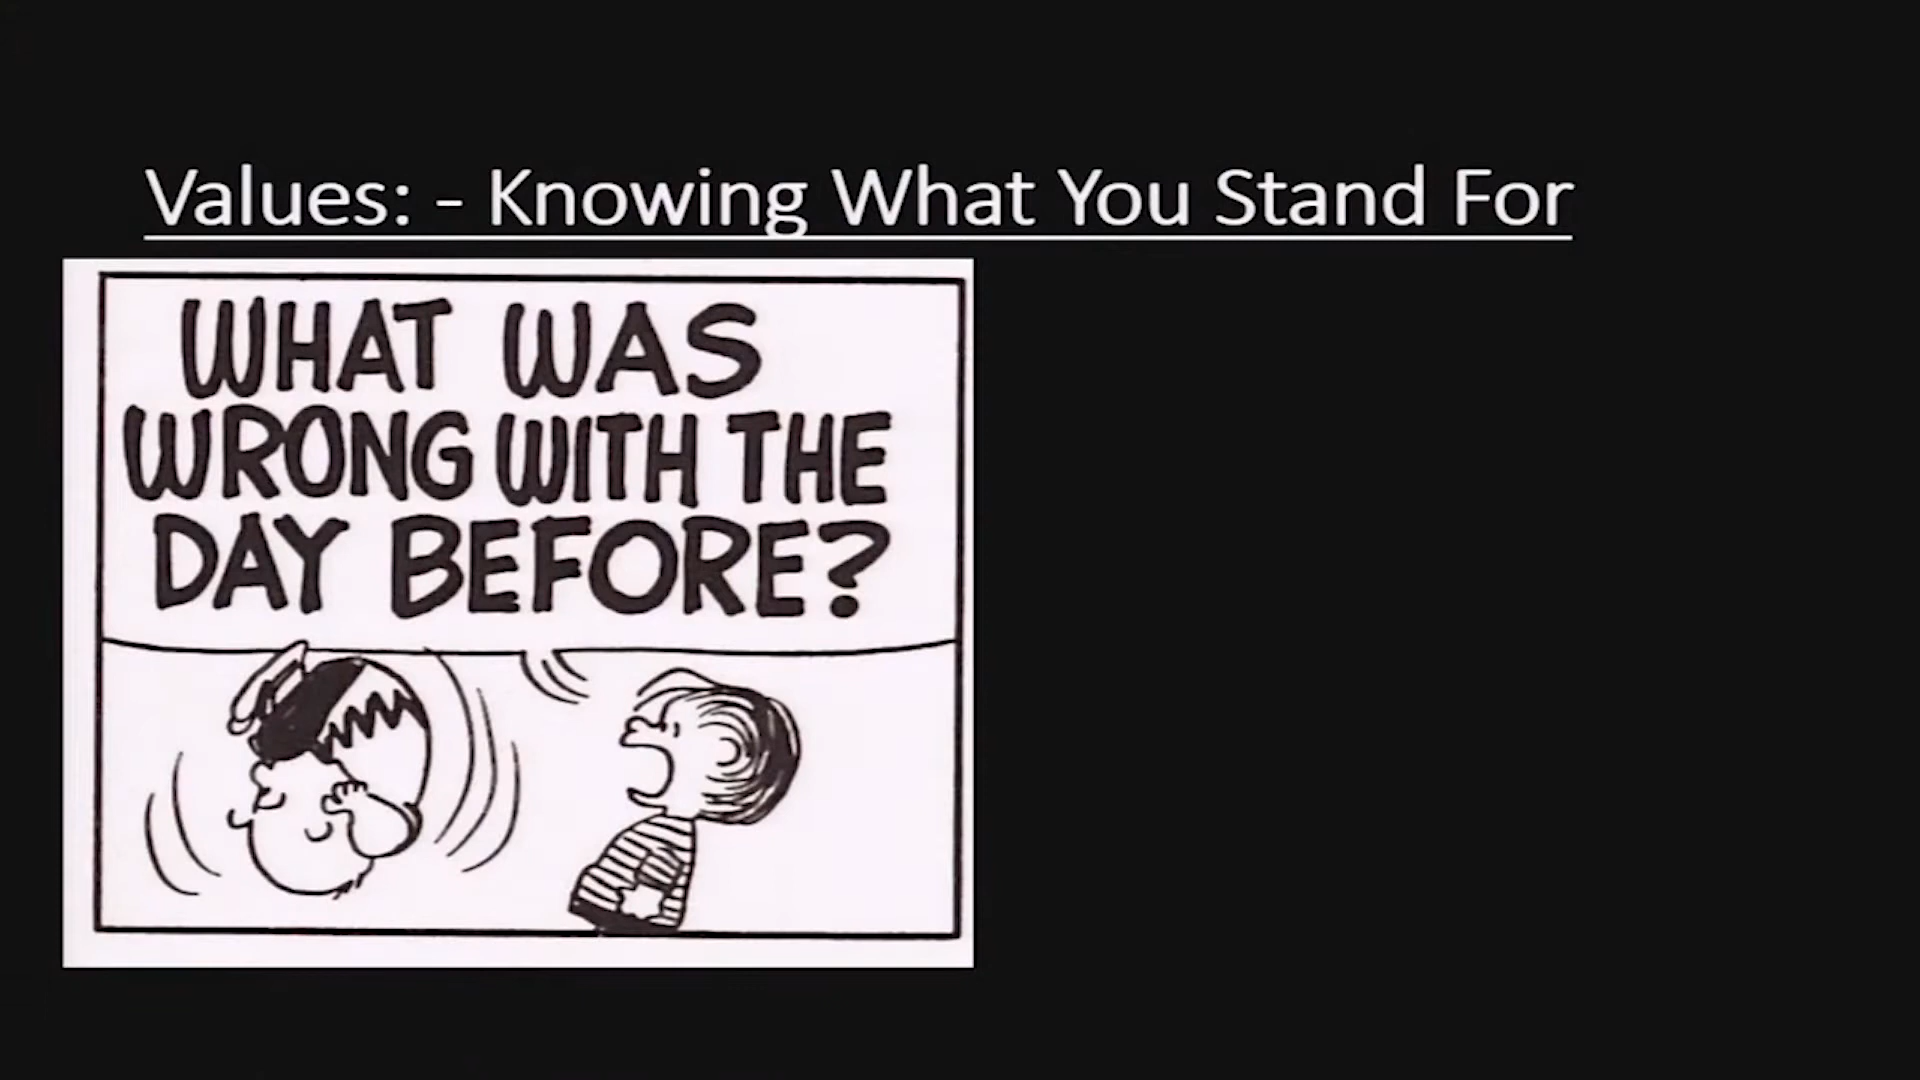 Values: - Knowing What You Stand For
WHAT WAS
WRONG WITH THE
DAY BEFORE?